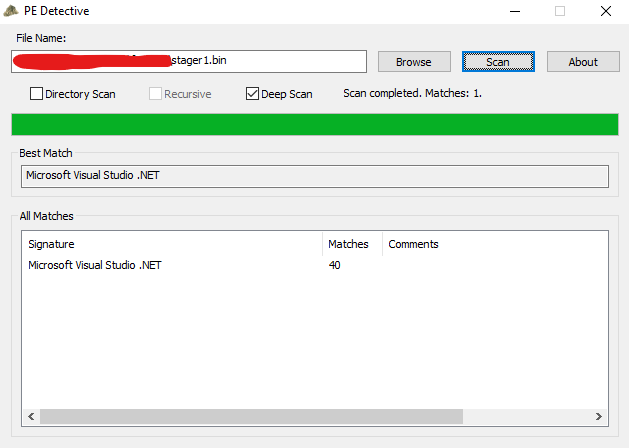 PE Detective
File Name:
stager1.bin
Browse
Scan
About
Directory Scan
Recursive
Deep Scan
Scan completed. Matches: 1.
Best Match
Microsoft Visual Studio .NET
All Matches
Signature Matches Comments
Microsoft Visual Studio .NET 40